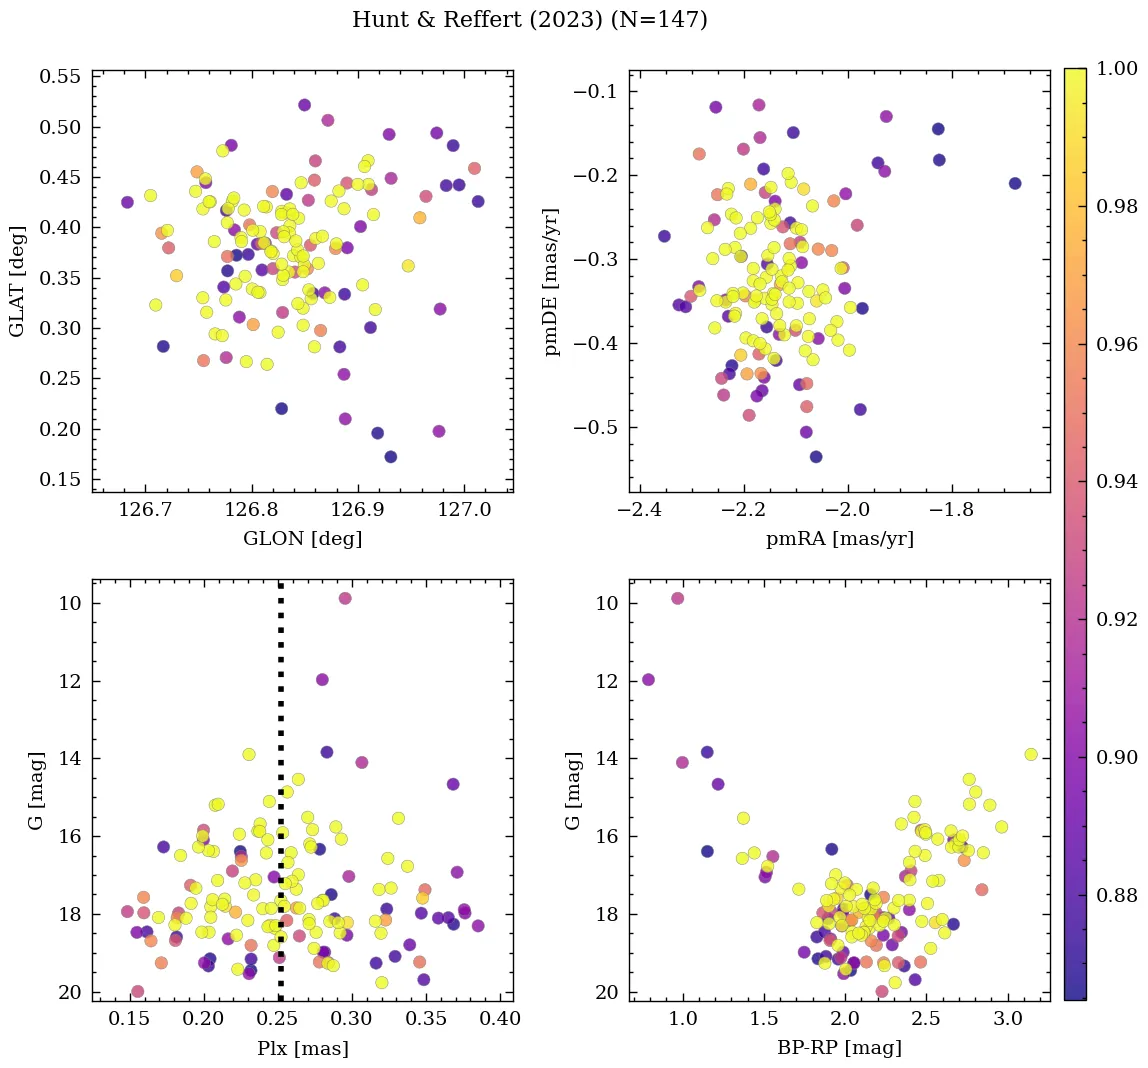 Hunt & Reffert (2023) (N=147)
0.55
0.50
0.45
0.40
0.35
0.30
0.25
0.20
0.15
GLAT [deg]
126.7 126.8 126.9 127.0
GLON [deg]
−0.1
−0.2
−0.3
−0.4
−0.5
pmDE [mas/yr]
−2.4 −2.2 −2.0 −1.8
pmRA [mas/yr]
10
12
14
16
18
20
G [mag]
0.15 0.20 0.25 0.30 0.35 0.40
Plx [mas]
10
12
14
16
18
20
G [mag]
1.0 1.5 2.0 2.5 3.0
BP-RP [mag]
1.00
0.98
0.96
0.94
0.92
0.90
0.88